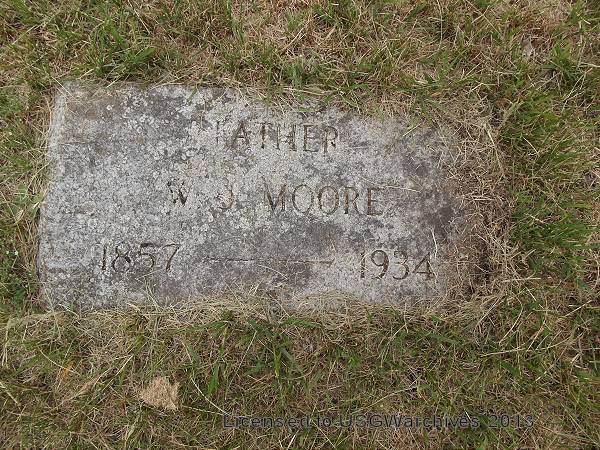 FATHER
W J MOORE
1857 — 1934
Licensed to USGWarchives 2013